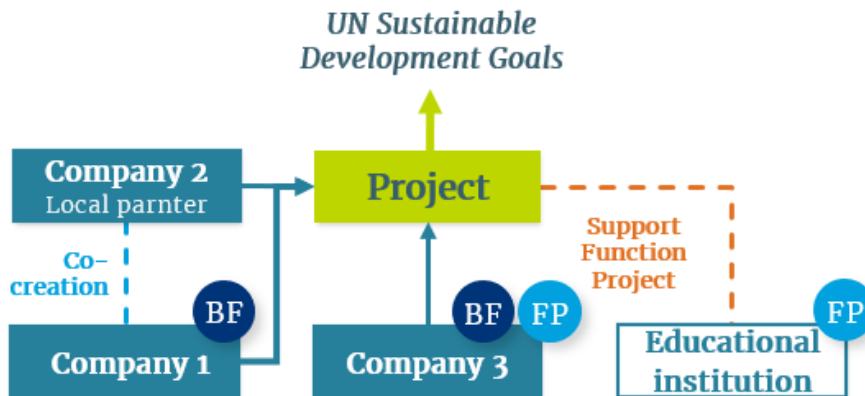 UN Sustainable
Development Goals
Company 2
Local parnter
Project
Co-
creation
Support
Function
Project
BF
Company 1
BF
FP
Company 3
FP
Educational
institution